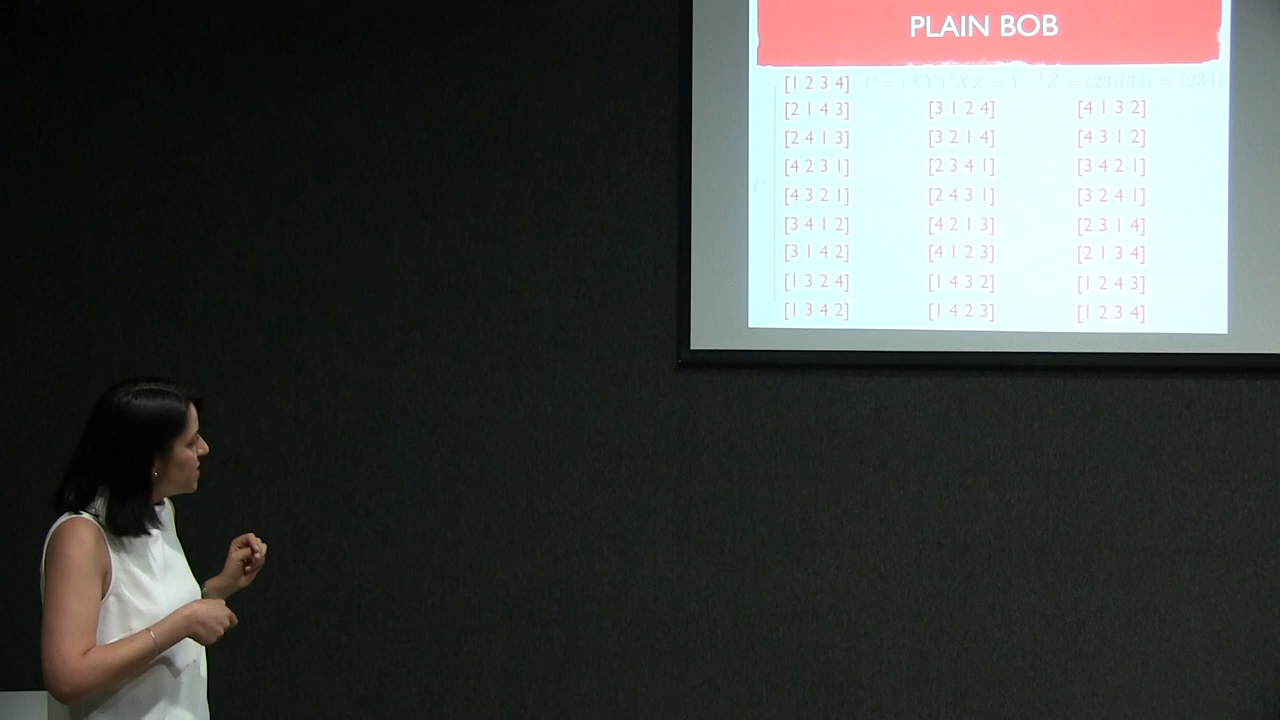 PLAIN BOB
[1 2 3 4] P = (XY)³XZ = Y⁻¹Z = (23)(34) = (234)
[2 1 4 3] [3 1 2 4] [4 1 3 2]
[2 4 1 3] [3 2 1 4] [4 3 1 2]
[4 2 3 1] [2 3 4 1] [3 4 2 1]
P [4 3 2 1] [2 4 3 1] [3 2 4 1]
[3 4 1 2] [4 2 1 3] [2 3 1 4]
[3 1 4 2] [4 1 2 3] [2 1 3 4]
[1 3 2 4] [1 4 3 2] [1 2 4 3]
[1 3 4 2] [1 4 2 3] [1 2 3 4]